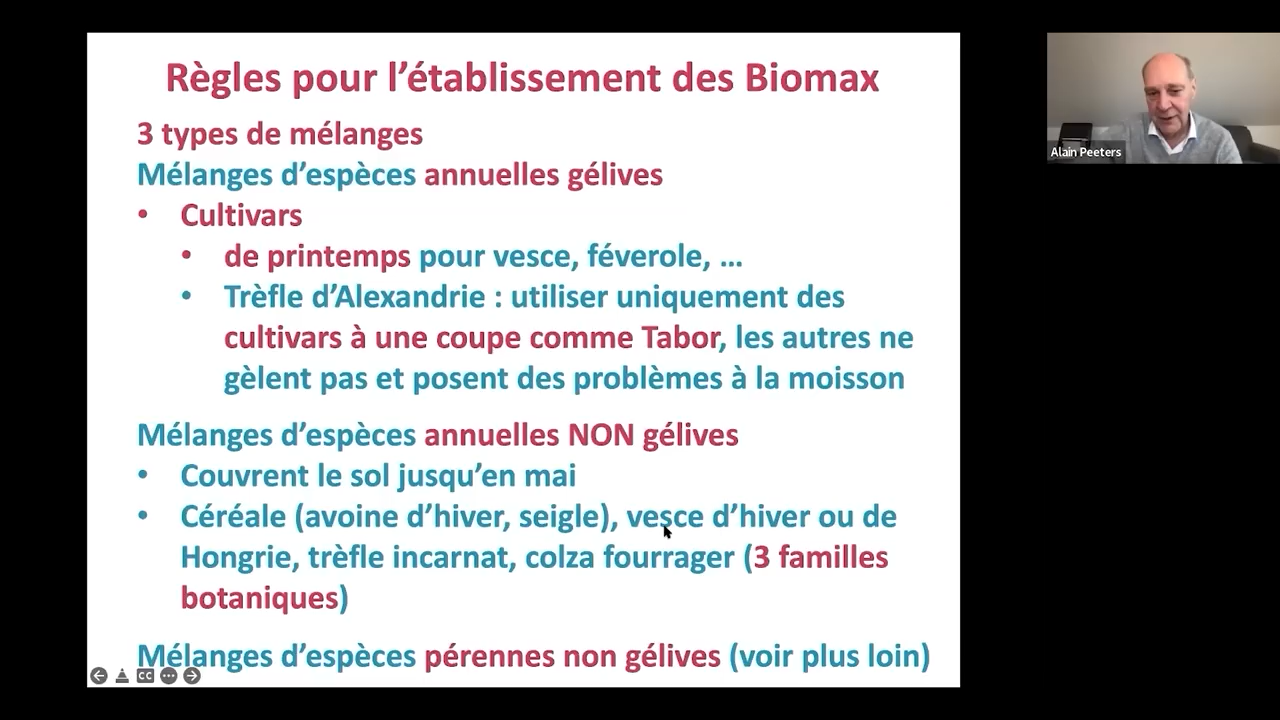 Règles pour l’établissement des Biomax
3 types de mélanges
Mélanges d’espèces annuelles gélives
• Cultivars
• de printemps pour vesce, féverole, ...
• Trèfle d’Alexandrie : utiliser uniquement des
cultivars à une coupe comme Tabor, les autres ne
gèlent pas et posent des problèmes à la moisson
Mélanges d’espèces annuelles NON gélives
• Couvrent le sol jusqu’en mai
• Céréale (avoine d’hiver, seigle), vesce d’hiver ou de
Hongrie, trèfle incarnat, colza fourrager (3 familles
botaniques)
Mélanges d’espèces pérennes non gélives (voir plus loin)
CC
Alain Peeters